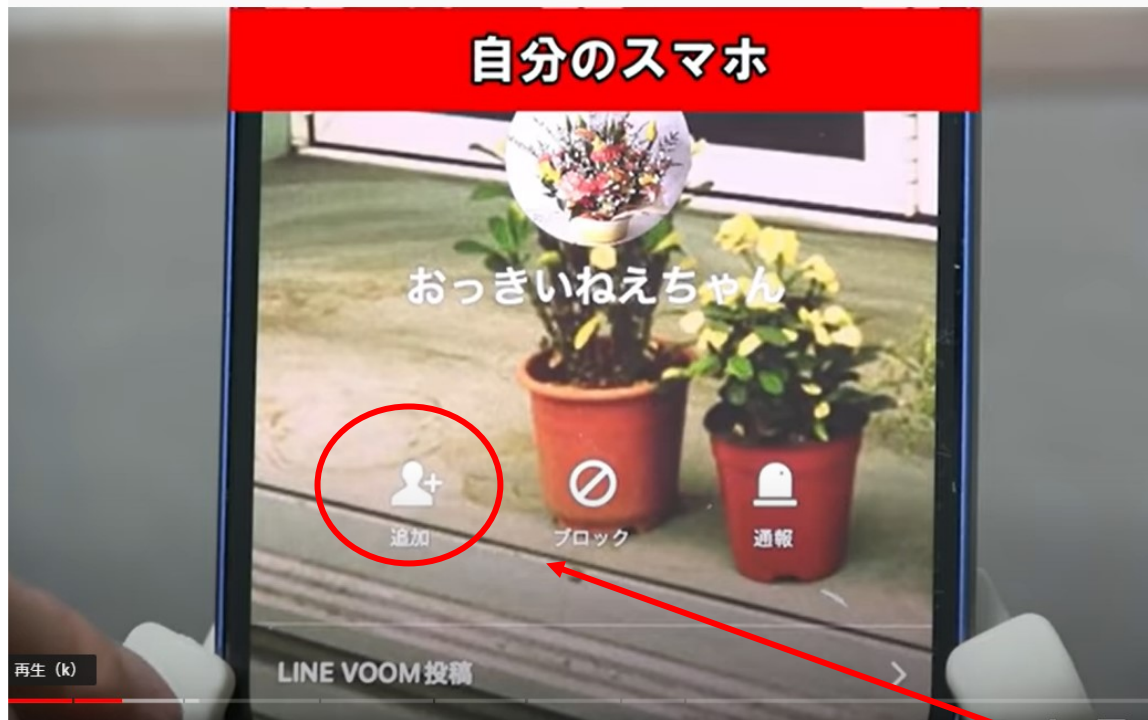 自分のスマホ
おっきいねえちゃん
追加
ブロック
通報
LINE VOOM投稿
再生（k）